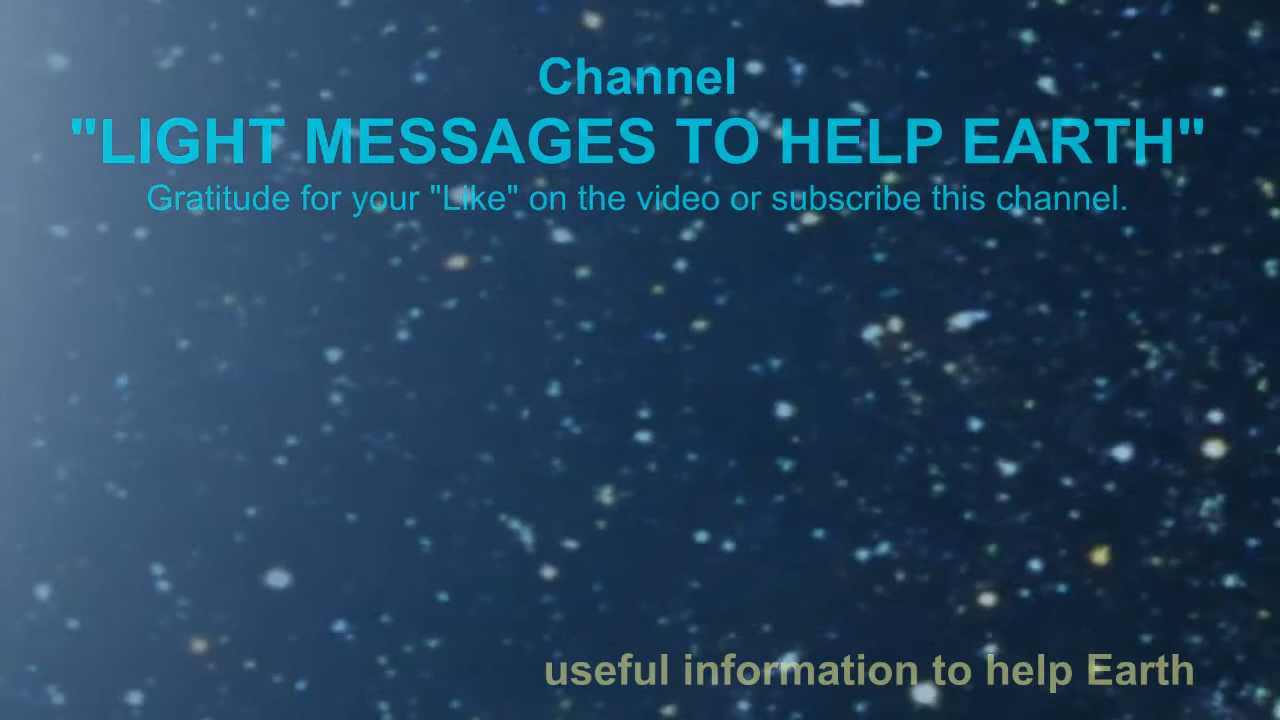 Channel
"LIGHT MESSAGES TO HELP EARTH"
Gratitude for your "Like" on the video or subscribe this channel.
useful information to help Earth